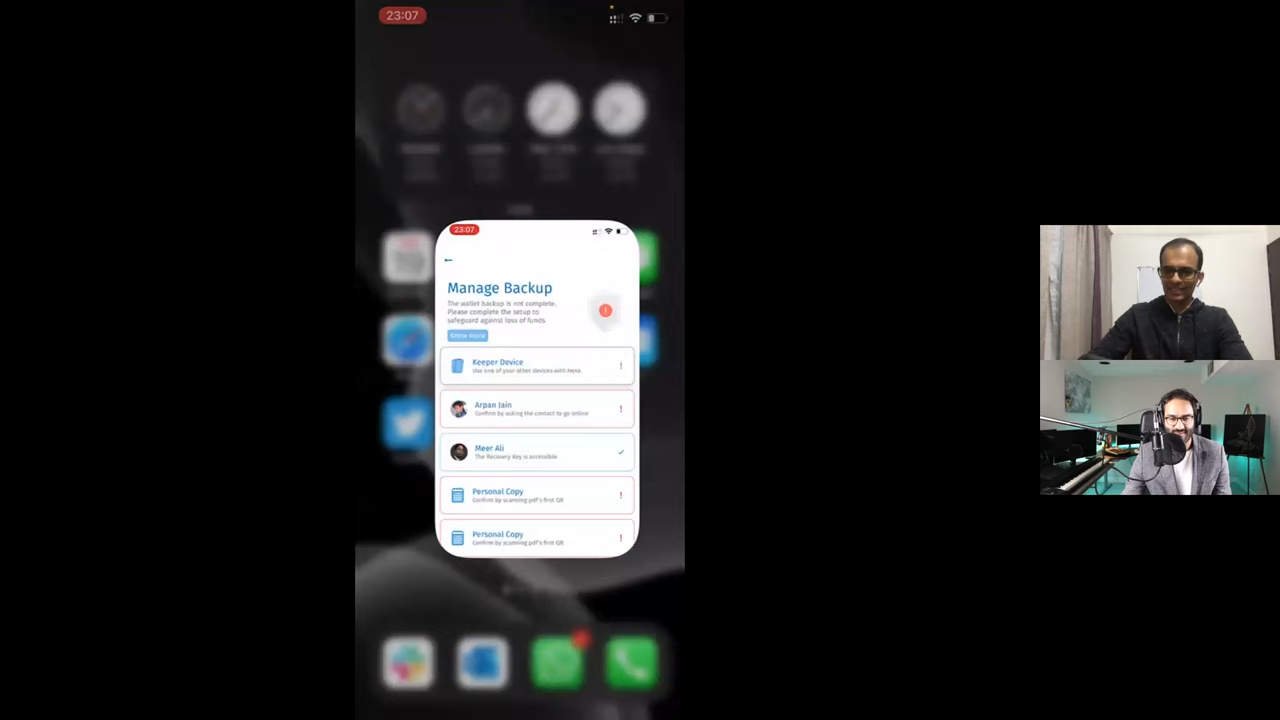 23:07
23:07
←
Manage Backup
The wallet backup is not complete.
Please complete the setup to
safeguard against loss of funds
Know More
Keeper Device
Use one of your other devices with Hexa
!
Arpan Jain
Confirm by asking the contact to go online
!
Meer Ali
The Recovery Key is accessible
Personal Copy
Confirm by scanning pdf's first QR
!
Personal Copy
Confirm by scanning pdf's first QR
!